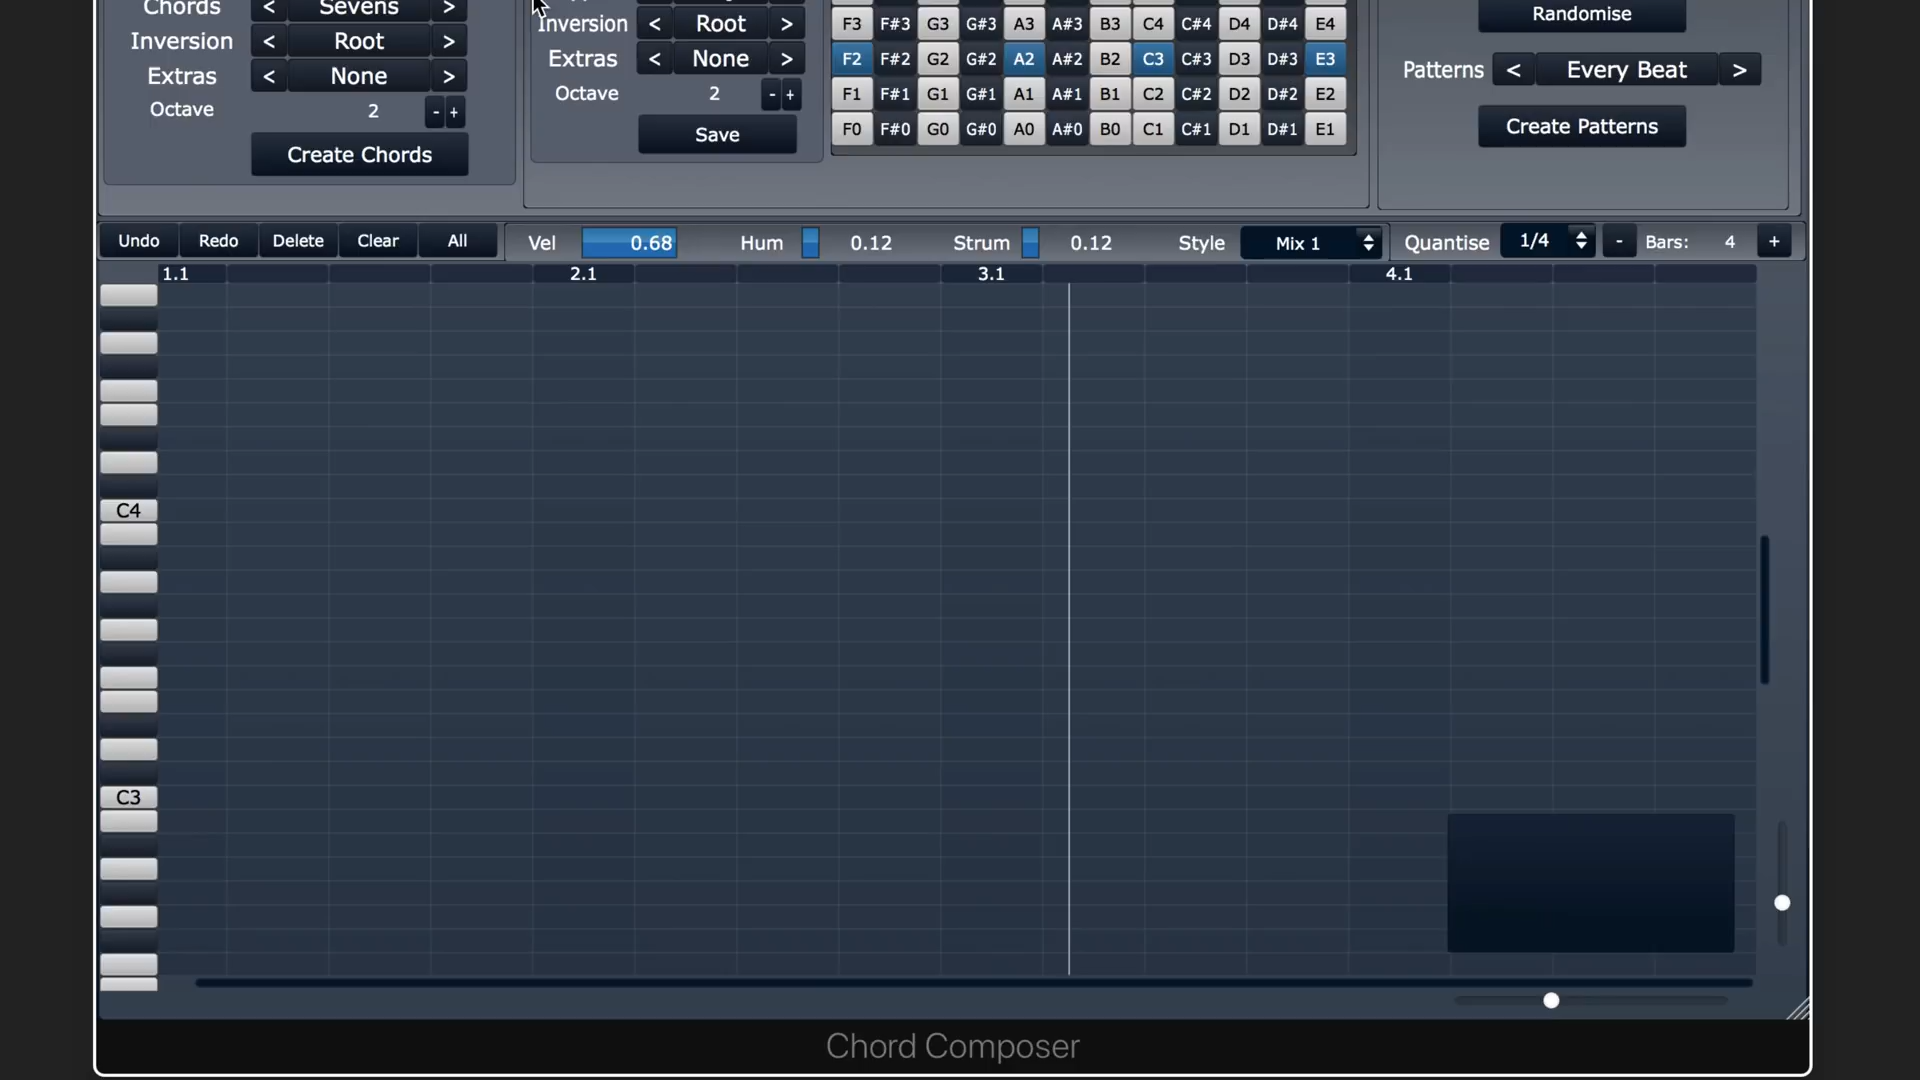 Chords < Sevens >
Inversion < Root >
Extras < None >
Octave 2 - +
Create Chords
Inversion < Root >
Extras < None >
Octave 2 - +
Save
F3 F#3 G3 G#3 A3 A#3 B3 C4 C#4 D4 D#4 E4
F2 F#2 G2 G#2 A2 A#2 B2 C3 C#3 D3 D#3 E3
F1 F#1 G1 G#1 A1 A#1 B1 C2 C#2 D2 D#2 E2
F0 F#0 G0 G#0 A0 A#0 B0 C1 C#1 D1 D#1 E1
Randomise
Patterns < Every Beat >
Create Patterns
Undo Redo Delete Clear All Vel 0.68 Hum 0.12 Strum 0.12 Style Mix 1 Quantise 1/4 - Bars: 4 +
1.1 2.1 3.1 4.1
C4
C3
Chord Composer